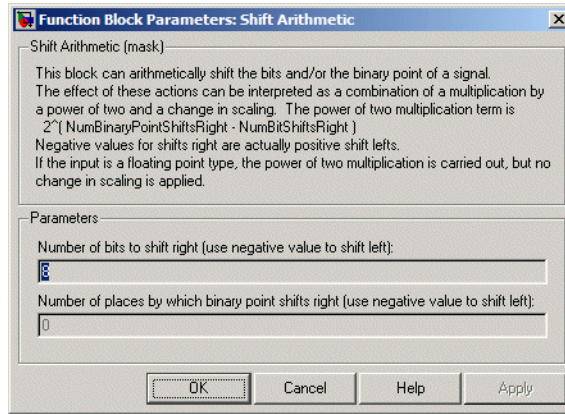 Function Block Parameters: Shift Arithmetic
Shift Arithmetic (mask)
This block can arithmetically shift the bits and/or the binary point of a signal.
The effect of these actions can be interpreted as a combination of a multiplication by
a power of two and a change in scaling.  The power of two multiplication term is
2^( NumBinaryPointShiftsRight - NumBitShiftsRight )
Negative values for shifts right are actually positive shift lefts.
If the input is a floating point type, the power of two multiplication is carried out, but no
change in scaling is applied.
Parameters
Number of bits to shift right (use negative value to shift left):
8
Number of places by which binary point shifts right (use negative value to shift left):
0
OK Cancel Help Apply